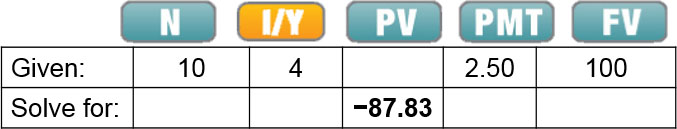 N I/Y PV PMT FV
Given: 10 4 2.50 100
Solve for: −87.83